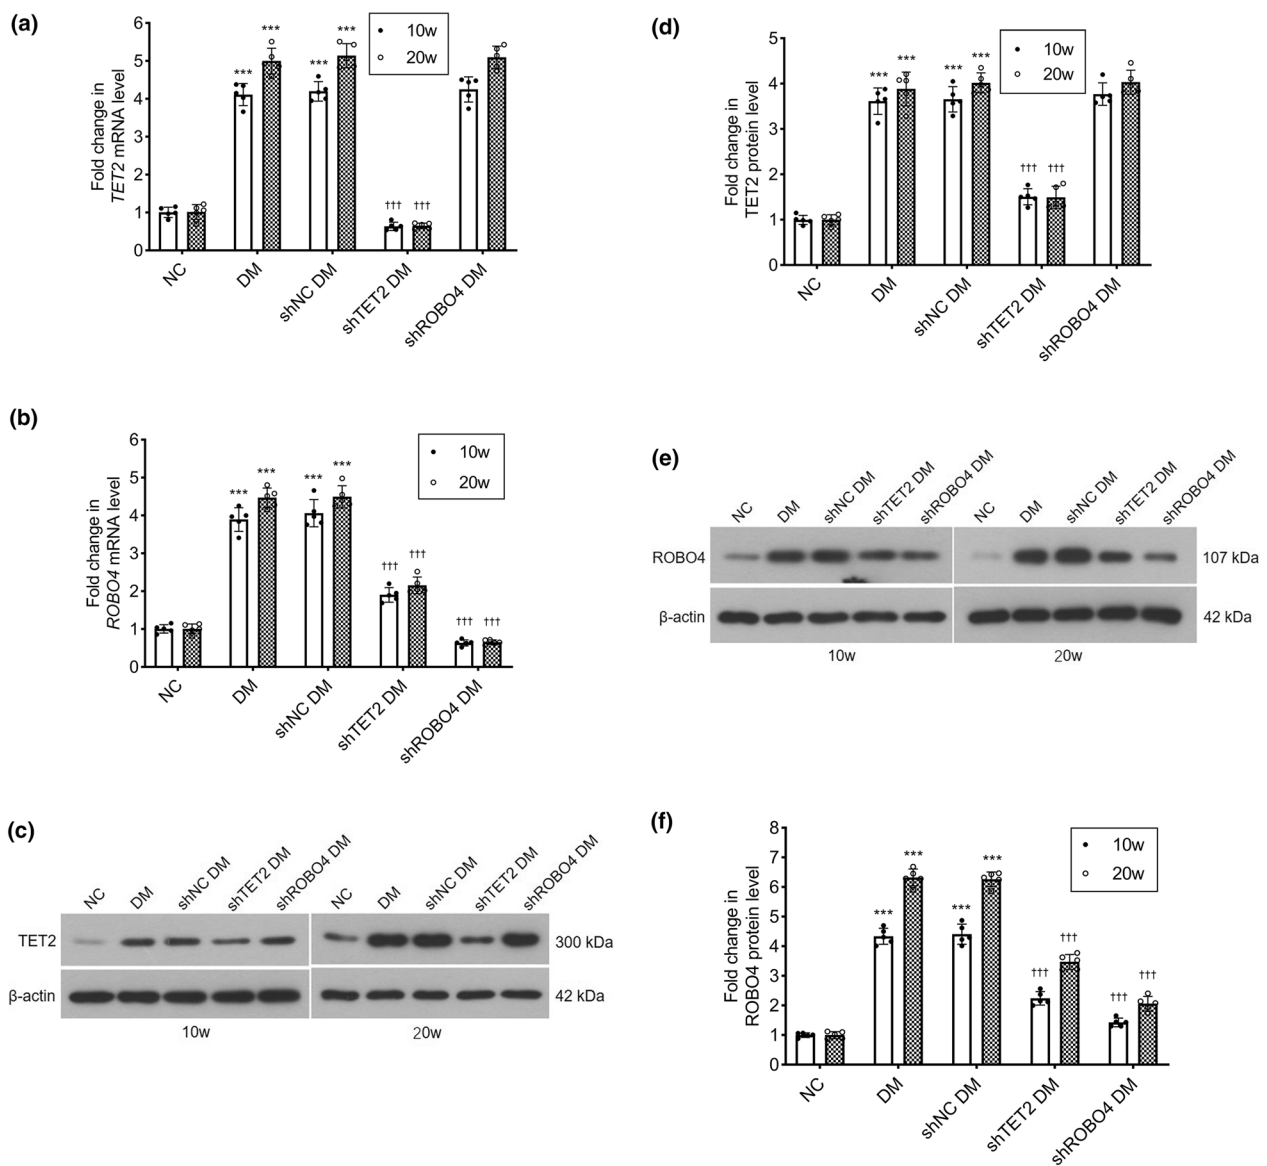 (a)
Fold change in
TET2 mRNA level
6
5
4
3
2
1
0
***
***
***
***
†††
†††
10w
20w
NC
DM
shNC DM
shTET2 DM
shROBO4 DM
(d)
Fold change in
TET2 protein level
5
4
3
2
1
0
***
***
***
***
†††
†††
10w
20w
NC
DM
shNC DM
shTET2 DM
shROBO4 DM
(b)
Fold change in
ROBO4 mRNA level
6
5
4
3
2
1
0
***
***
***
***
†††
†††
†††
†††
10w
20w
NC
DM
shNC DM
shTET2 DM
shROBO4 DM
(e)
NC
DM
shNC DM
shTET2 DM
shROBO4 DM
NC
DM
shNC DM
shTET2 DM
shROBO4 DM
ROBO4
107 kDa
β-actin
42 kDa
10w
20w
(c)
NC
DM
shNC DM
shTET2 DM
shROBO4 DM
NC
DM
shNC DM
shTET2 DM
shROBO4 DM
TET2
300 kDa
β-actin
42 kDa
10w
20w
(f)
Fold change in
ROBO4 protein level
8
7
6
5
4
3
2
1
0
***
***
***
***
†††
†††
†††
†††
10w
20w
NC
DM
shNC DM
shTET2 DM
shROBO4 DM